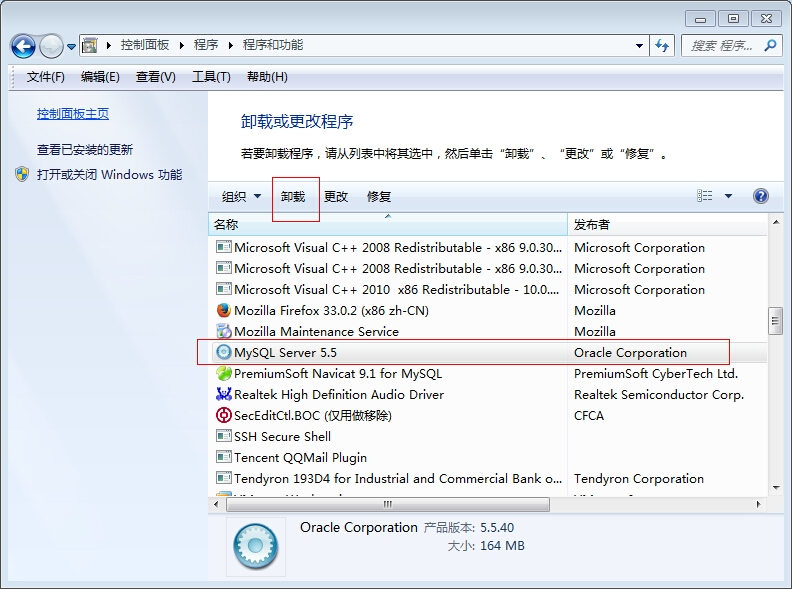 控制面板 程序 程序和功能 搜索 程序...
文件(F) 编辑(E) 查看(V) 工具(T) 帮助(H)
控制面板主页
查看已安装的更新
打开或关闭 Windows 功能
卸载或更改程序
若要卸载程序，请从列表中将其选中，然后单击“卸载”、“更改”或“修复”。
组织 卸载 更改 修复
名称 发布者
Microsoft Visual C++ 2008 Redistributable - x86 9.0.30... Microsoft Corporation
Microsoft Visual C++ 2008 Redistributable - x86 9.0.30... Microsoft Corporation
Microsoft Visual C++ 2010 x86 Redistributable - 10.0.... Microsoft Corporation
Mozilla Firefox 33.0.2 (x86 zh-CN) Mozilla
Mozilla Maintenance Service Mozilla
MySQL Server 5.5 Oracle Corporation
PremiumSoft Navicat 9.1 for MySQL PremiumSoft CyberTech Ltd.
Realtek High Definition Audio Driver Realtek Semiconductor Corp.
SecEditCtl.BOC (仅用做移除) CFCA
SSH Secure Shell
Tencent QQMail Plugin
Tendyron 193D4 for Industrial and Commercial Bank o... Tendyron Corporation
Oracle Corporation 产品版本: 5.5.40
大小: 164 MB